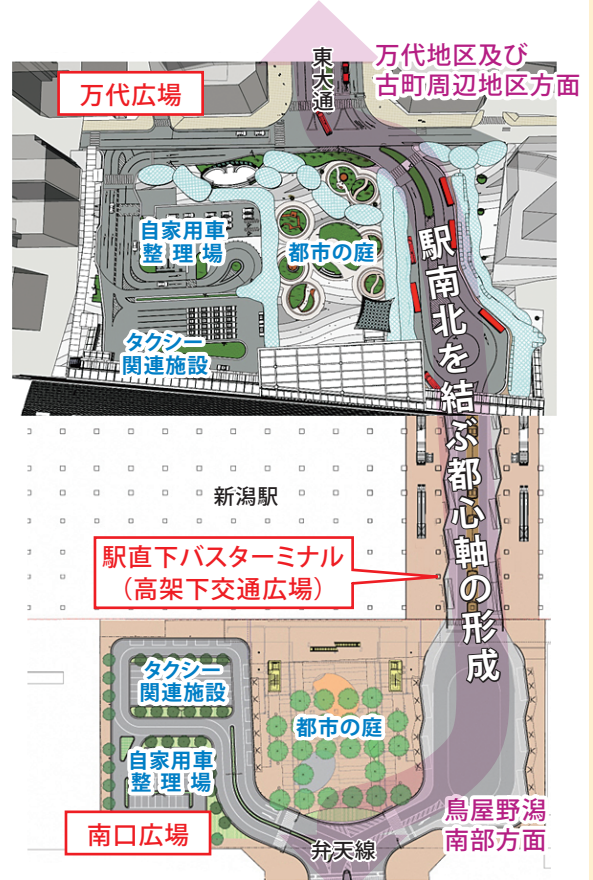 東大通
万代地区及び
古町周辺地区方面
万代広場
自家用車
整理場
都市の庭
タクシー
関連施設
駅南北を結ぶ都心軸の形成
新潟駅
駅直下バスターミナル
（高架下交通広場）
タクシー
関連施設
都市の庭
自家用車
整理場
南口広場
弁天線
鳥屋野潟
南部方面